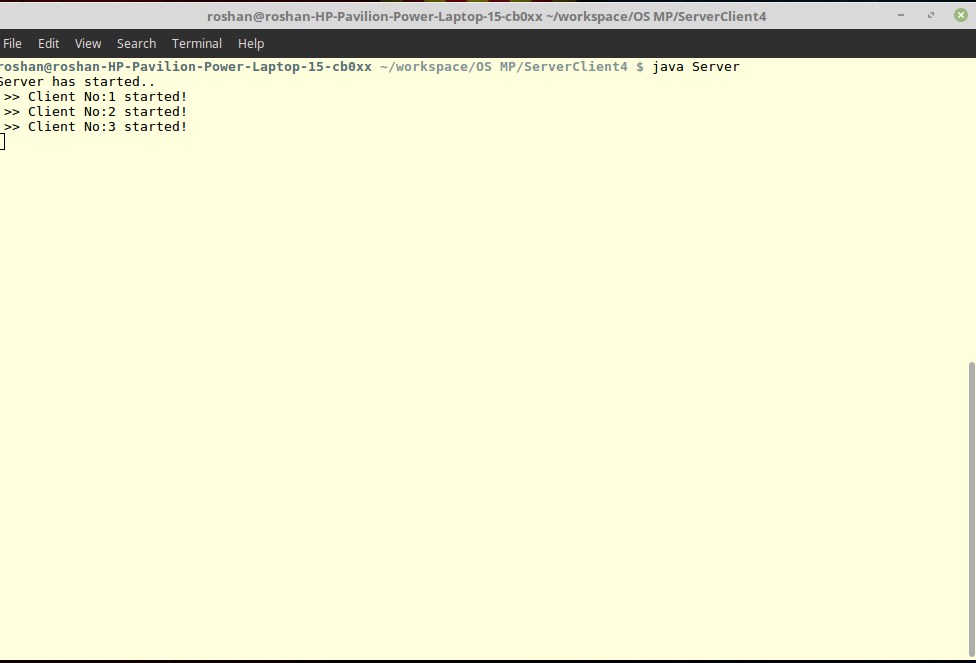 roshan@roshan-HP-Pavilion-Power-Laptop-15-cb0xx ~/workspace/OS MP/ServerClient4
File Edit View Search Terminal Help
roshan@roshan-HP-Pavilion-Power-Laptop-15-cb0xx ~/workspace/OS MP/ServerClient4 $ java Server
Server has started..
>> Client No:1 started!
>> Client No:2 started!
>> Client No:3 started!